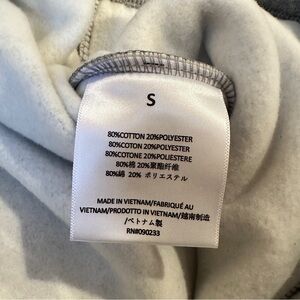 S
80%COTTON 20%POLYESTER
80%COTON 20%POLYESTER
80%COTONE 20%POLIESTERE
80%棉 20%聚酯纤维
80%綿 20% ポリエステル
MADE IN VIETNAM/FABRIQUÉ AU
VIETNAM/PRODOTTO IN VIETNAM/越南制造
/ベトナム製
RN#090233